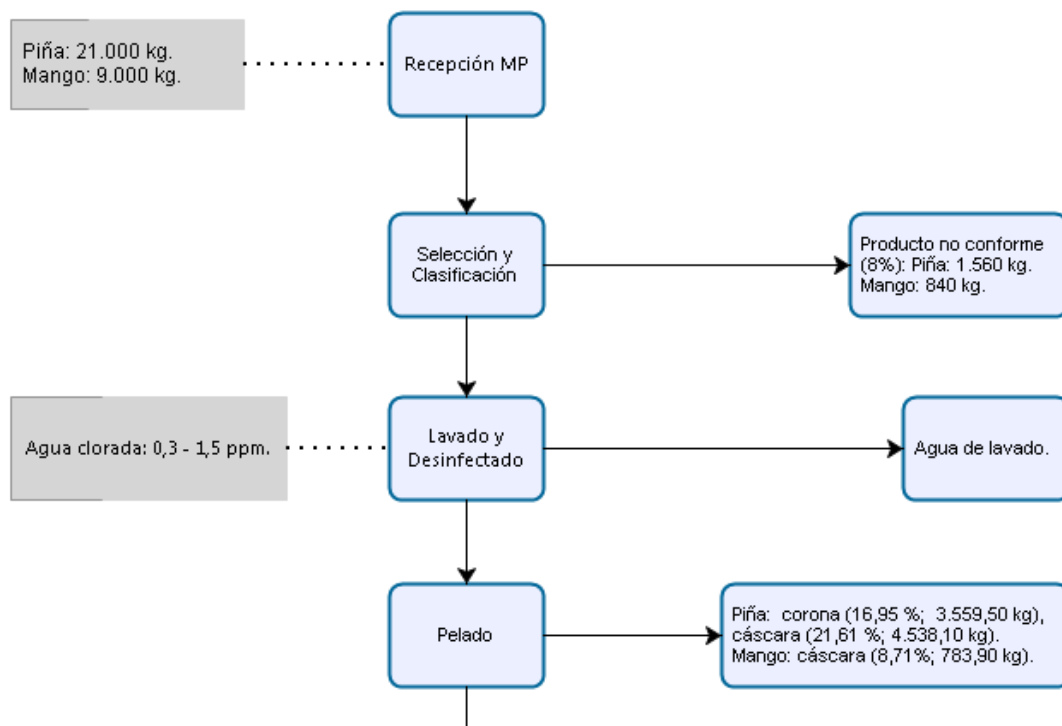 Piña: 21.000 kg.
Mango: 9.000 kg.
Recepción MP
Selección y
Clasificación
Producto no conforme
(8%): Piña: 1.560 kg.
Mango: 840 kg.
Agua clorada: 0,3 - 1,5 ppm.
Lavado y
Desinfectado
Agua de lavado.
Pelado
Piña: corona (16,95 %; 3.559,50 kg),
cáscara (21,61 %; 4.538,10 kg).
Mango: cáscara (8,71%; 783,90 kg).